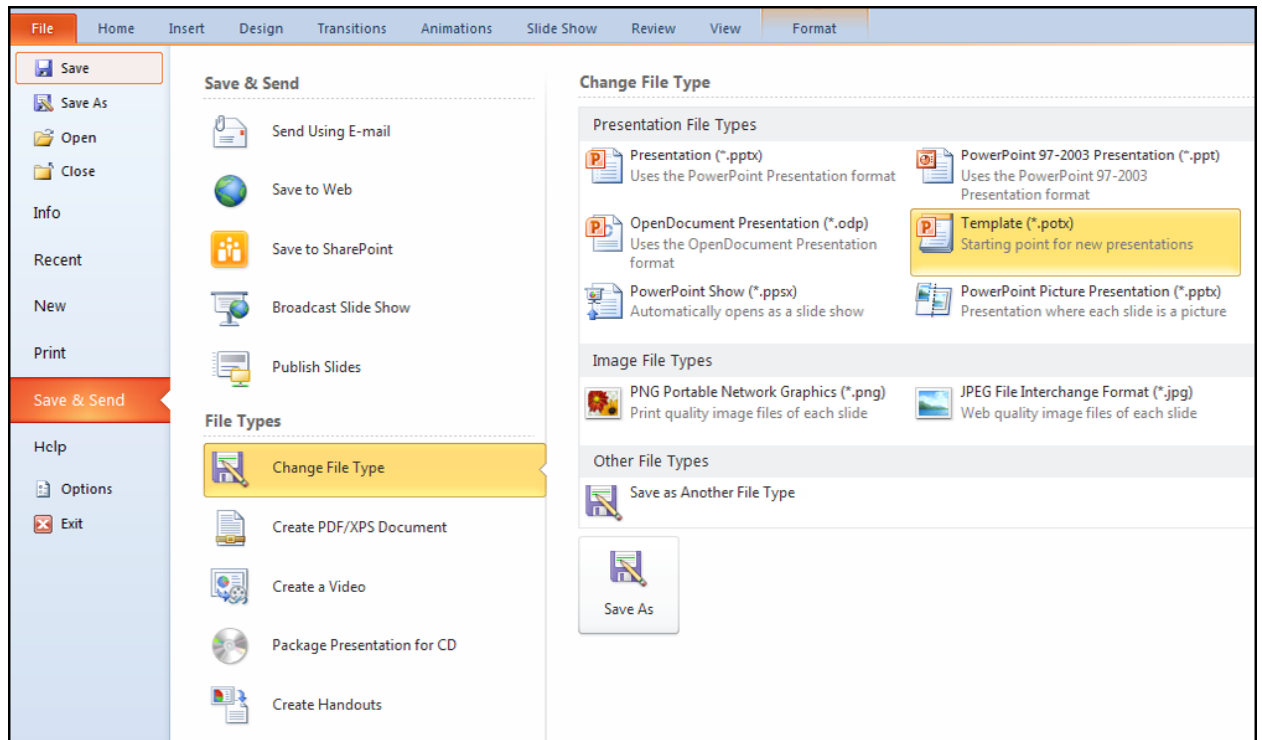 File Home Insert Design Transitions Animations Slide Show Review View Format
Save
Save As
Open
Close
Info
Recent
New
Print
Save & Send
Help
Options
Exit
Save & Send
Send Using E-mail
Save to Web
Save to SharePoint
Broadcast Slide Show
Publish Slides
File Types
Change File Type
Create PDF/XPS Document
Create a Video
Package Presentation for CD
Create Handouts
Change File Type
Presentation File Types
Presentation (*.pptx)
Uses the PowerPoint Presentation format
PowerPoint 97-2003 Presentation (*.ppt)
Uses the PowerPoint 97-2003
Presentation format
OpenDocument Presentation (*.odp)
Uses the OpenDocument Presentation
format
Template (*.potx)
Starting point for new presentations
PowerPoint Show (*.ppsx)
Automatically opens as a slide show
PowerPoint Picture Presentation (*.pptx)
Presentation where each slide is a picture
Image File Types
PNG Portable Network Graphics (*.png)
Print quality image files of each slide
JPEG File Interchange Format (*.jpg)
Web quality image files of each slide
Other File Types
Save as Another File Type
Save As